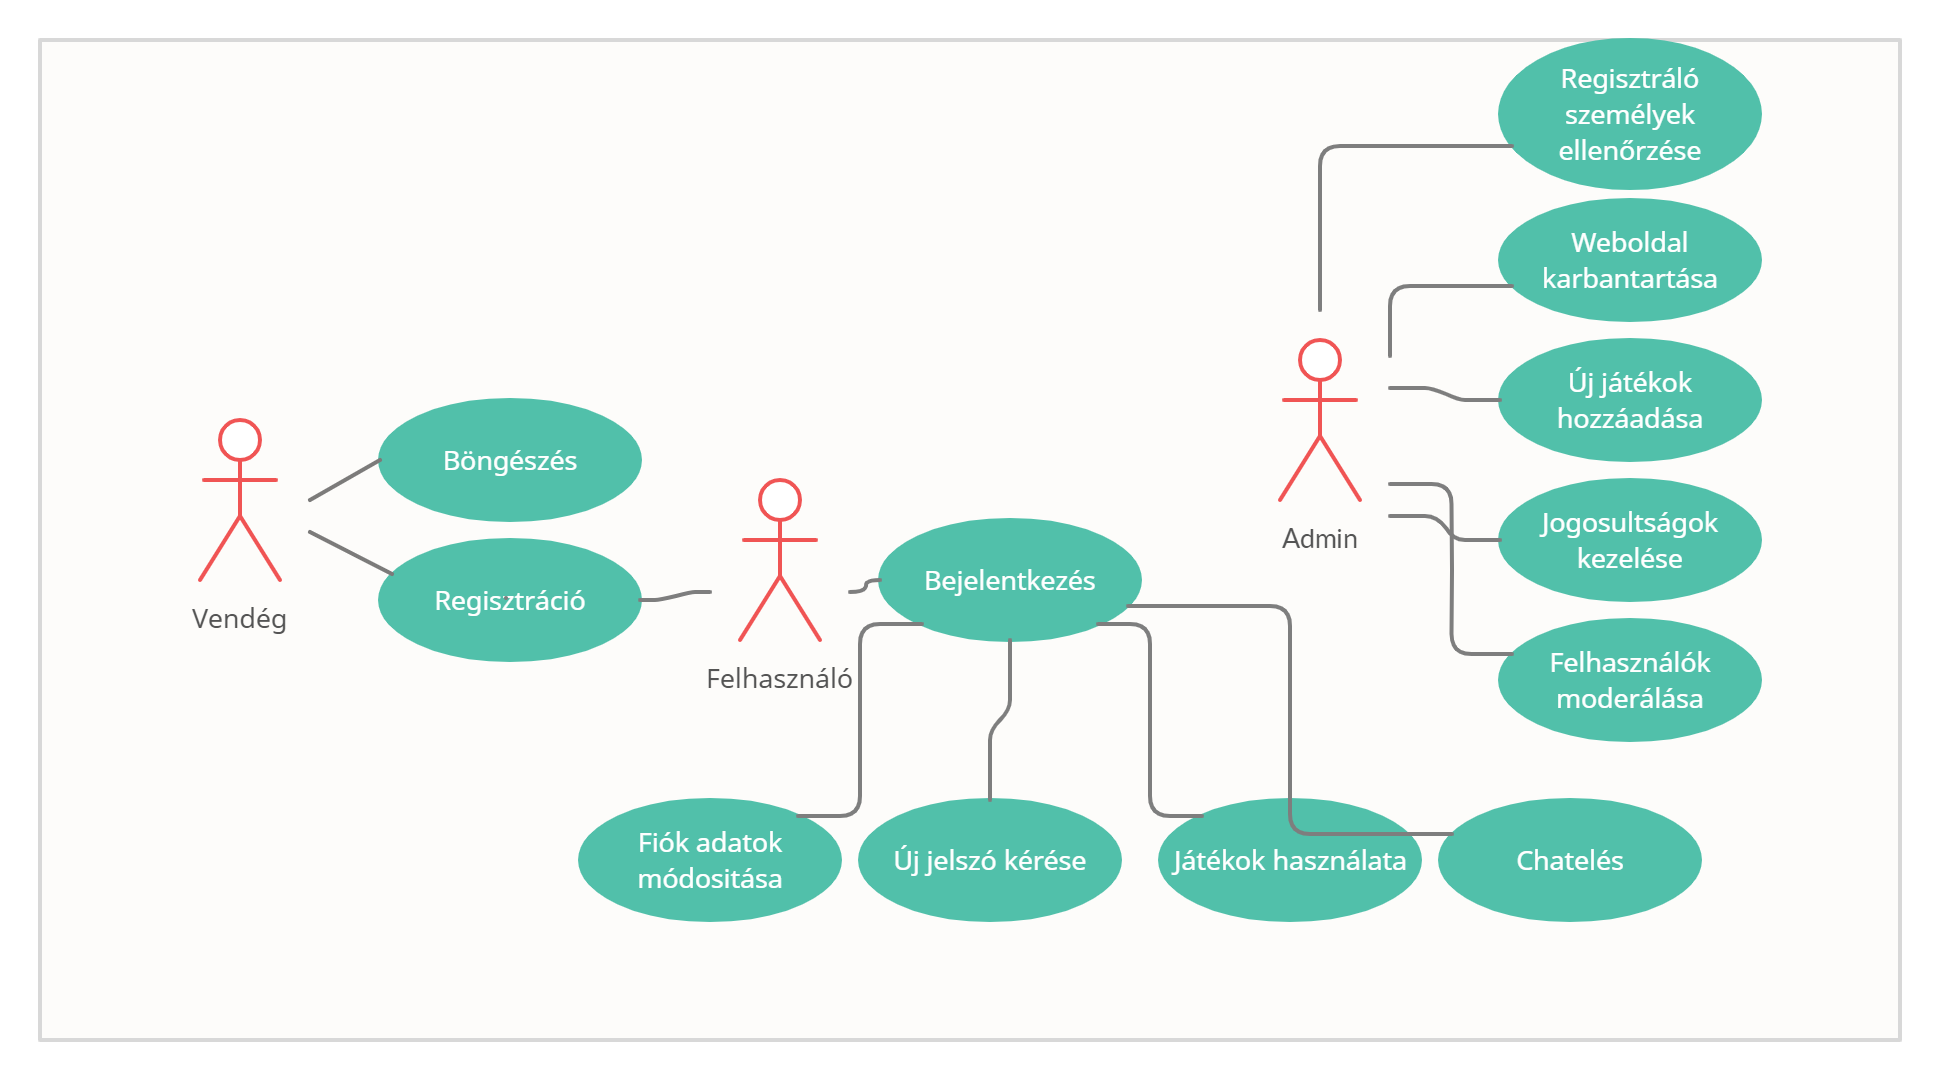 Regisztráló
személyek
ellenőrzése
Weboldal
karbantartása
Új játékok
hozzáadása
Admin
Jogosultságok
kezelése
Felhasználók
moderálása
Böngészés
Vendég
Regisztráció
Felhasználó
Bejelentkezés
Fiók adatok
módositása
Új jelszó kérése
Játékok használata
Chatelés